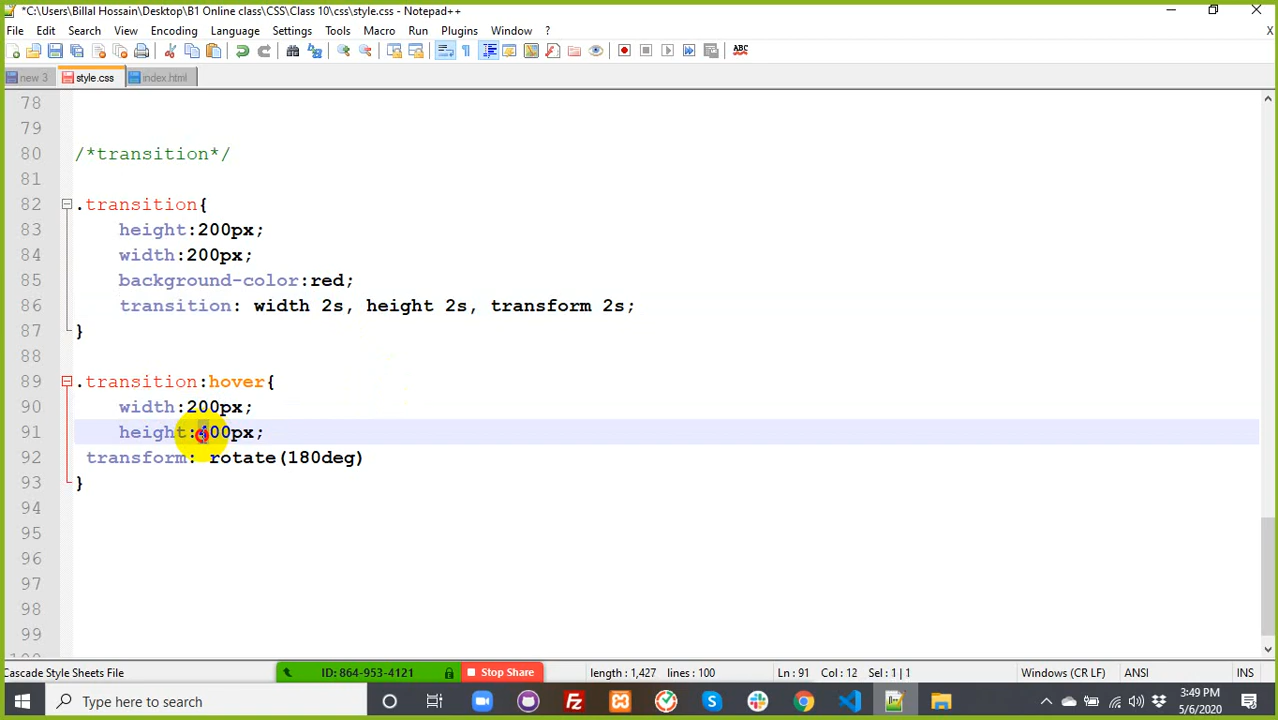 *C:\Users\Billal Hossain\Desktop\B1 Online class\CSS\Class 10\css\style.css - Notepad++
File Edit Search View Encoding Language Settings Tools Macro Run Plugins Window ? X
new 3 style.css index.html
78
79
80 /*transition*/
81
82 .transition{
83 height:200px;
84 width:200px;
85 background-color:red;
86 transition: width 2s, height 2s, transform 2s;
87 }
88
89 .transition:hover{
90 width:200px;
91 height:400px;
92 transform: rotate(180deg)
93 }
94
95
96
97
98
99
Cascade Style Sheets File ID: 864-953-4121 Stop Share length : 1,427 lines : 100 Ln : 91 Col : 12 Sel : 1 | 1 Windows (CR LF) ANSI INS
Type here to search 3:49 PM
5/6/2020